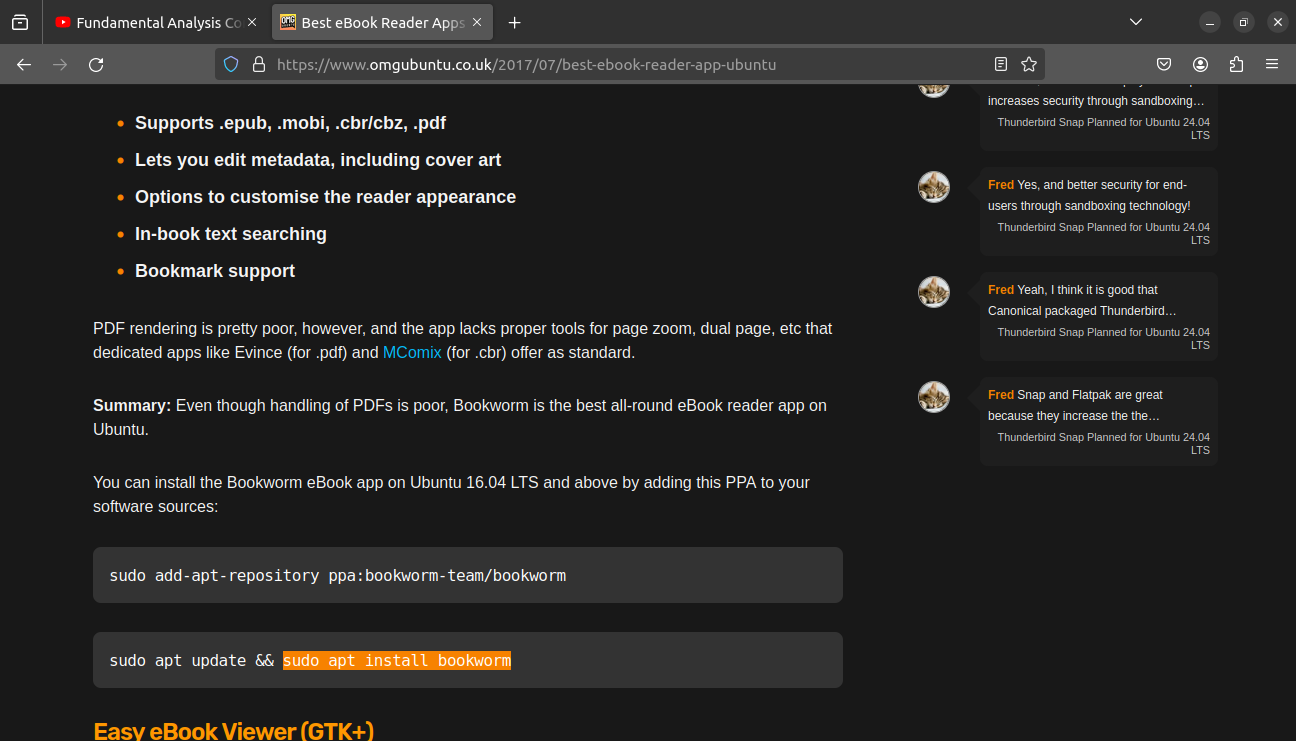 Fundamental Analysis Co
Best eBook Reader Apps
https://www.omgubuntu.co.uk/2017/07/best-ebook-reader-app-ubuntu
Supports .epub, .mobi, .cbr/cbz, .pdf
Lets you edit metadata, including cover art
Options to customise the reader appearance
In-book text searching
Bookmark support
PDF rendering is pretty poor, however, and the app lacks proper tools for page zoom, dual page, etc that
dedicated apps like Evince (for .pdf) and MComix (for .cbr) offer as standard.
Summary: Even though handling of PDFs is poor, Bookworm is the best all-round eBook reader app on
Ubuntu.
You can install the Bookworm eBook app on Ubuntu 16.04 LTS and above by adding this PPA to your
software sources:
sudo add-apt-repository ppa:bookworm-team/bookworm
sudo apt update && sudo apt install bookworm
Easy eBook Viewer (GTK+)
increases security through sandboxing…
Thunderbird Snap Planned for Ubuntu 24.04
LTS
Fred Yes, and better security for end-
users through sandboxing technology!
Thunderbird Snap Planned for Ubuntu 24.04
LTS
Fred Yeah, I think it is good that
Canonical packaged Thunderbird…
Thunderbird Snap Planned for Ubuntu 24.04
LTS
Fred Snap and Flatpak are great
because they increase the the…
Thunderbird Snap Planned for Ubuntu 24.04
LTS